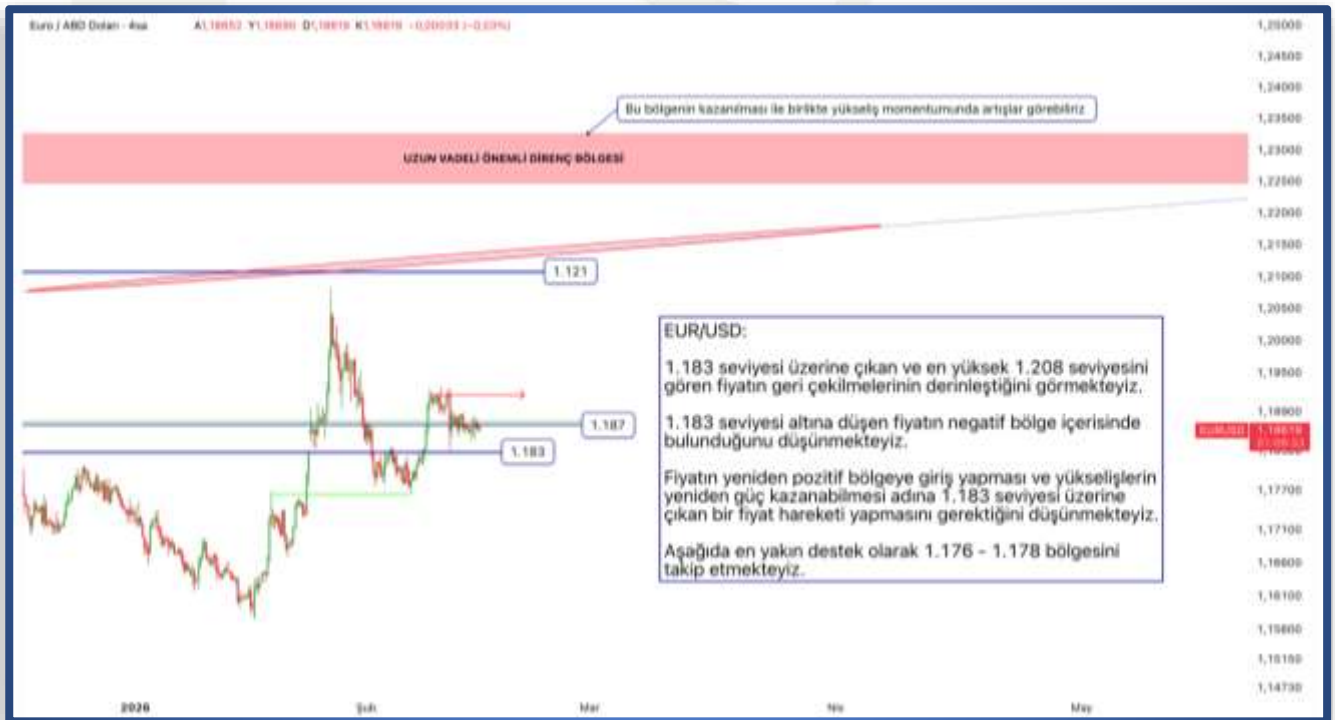 Euro / ABD Doları - 4sa
1,25000
1,24500
1,24000
Bu bölgenin kazanılması ile birlikte yükseliş momentumunda artışlar görebiliriz
1,23500
UZUN VADELİ ÖNEMLİ DİRENÇ BÖLGESİ
1,23000
1,22500
1,22000
1,21500
1.121
1,21000
1,20500
1,20000
1,19500
EUR/USD:
1.183 seviyesi üzerine çıkan ve en yüksek 1.208 seviyesini
gören fiyatın geri çekilmelerinin derinleştiğini görmekteyiz.
1.183 seviyesi altına düşen fiyatın negatif bölge içerisinde
bulunduğunu düşünmekteyiz.
Fiyatın yeniden pozitif bölgeye giriş yapması ve yükselişlerin
yeniden güç kazanabilmesi adına 1.183 seviyesi üzerine
çıkan bir fiyat hareketi yapmasını gerektiğini düşünmekteyiz.
Aşağıda en yakın destek olarak 1.176 - 1.178 bölgesini
takip etmekteyiz.
1.187
1.183
EURUSD
1,17700
1,17100
1,16600
1,16100
1,15600
1,15150
1,14730
2026
Şub
Mar
Nis
May